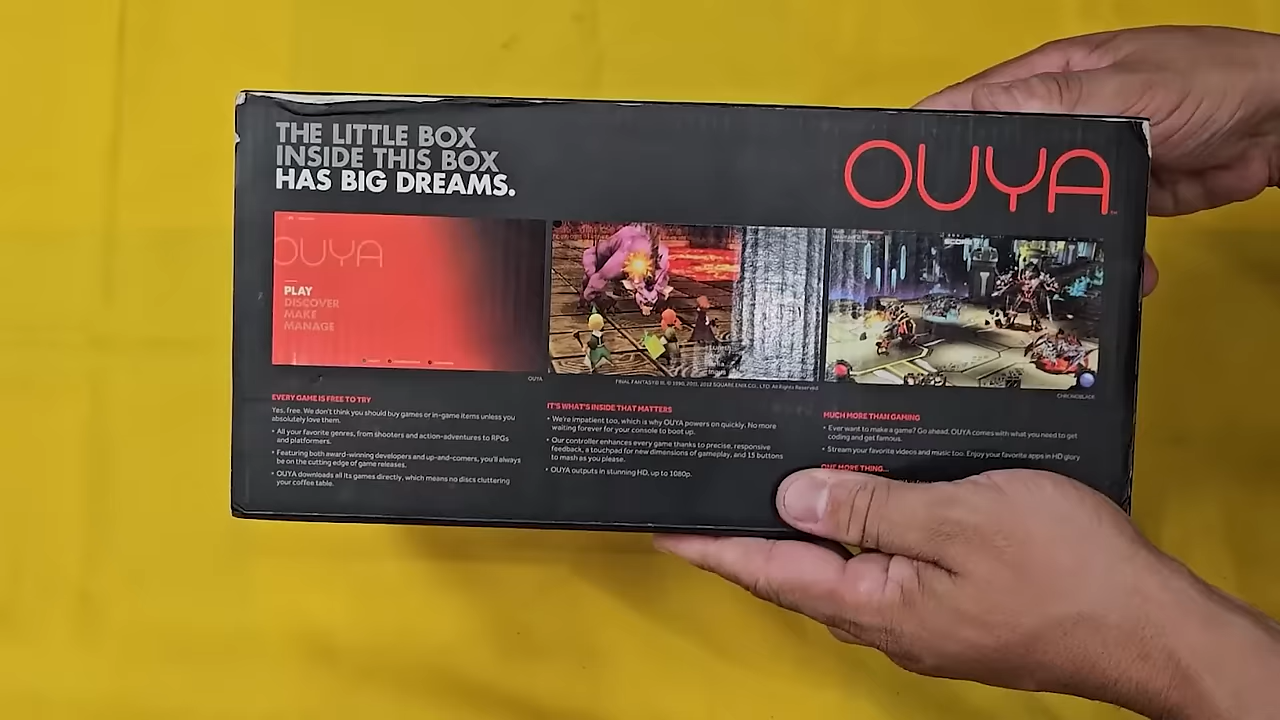 THE LITTLE BOX
INSIDE THIS BOX
HAS BIG DREAMS.
OUYA
OUYA
PLAY
DISCOVER
MAKE
MANAGE
OUYA
FINAL FANTASY III. © 1990, 2011, 2012 SQUARE ENIX CO., LTD. All Rights Reserved
CHRONOBLADE
EVERY GAME IS FREE TO TRY
Yes, free. We don't think you should buy games or in-game items unless you
absolutely love them.
• All your favorite genres, from shooters and action-adventures to RPGs
and platformers.
• Featuring both award-winning developers and up-and-comers, you'll always
be on the cutting edge of game releases.
• OUYA downloads all its games directly, which means no discs cluttering
your coffee table.
IT'S WHAT'S INSIDE THAT MATTERS
• We're impatient too, which is why OUYA powers on quickly. No more
waiting forever for your console to boot up.
• Our controller enhances every game thanks to precise, responsive
feedback, a touchpad for new dimensions of gameplay, and 15 buttons
to mash as you please.
• OUYA outputs in stunning HD, up to 1080p.
MUCH MORE THAN GAMING
• Ever want to make a game? Go ahead. OUYA comes with what you need to get
coding and get famous.
• Stream your favorite videos and music too. Enjoy your favorite apps in HD glory
ONE MORE THING...